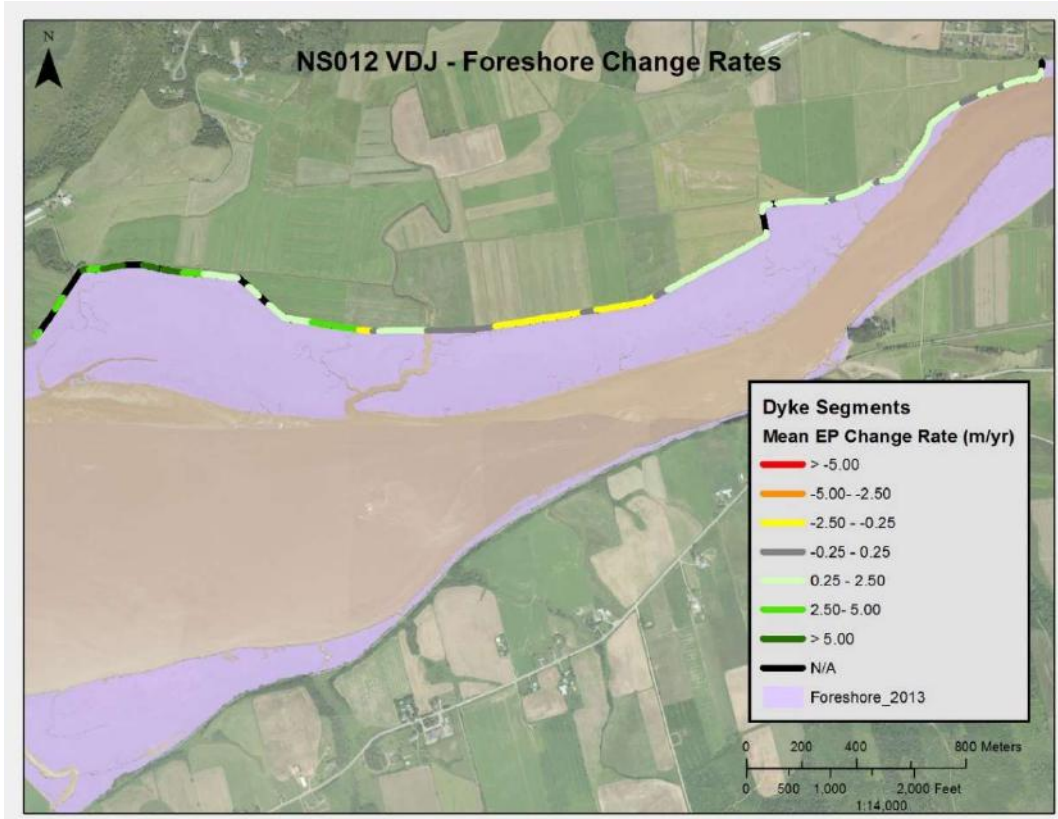 N
NS012 VDJ - Foreshore Change Rates
Dyke Segments
Mean EP Change Rate (m/yr)
> -5.00
-5.00- -2.50
-2.50 - -0.25
-0.25 - 0.25
0.25 - 2.50
2.50- 5.00
> 5.00
N/A
Foreshore_2013
0 200 400 800 Meters
0 500 1,000 2,000 Feet
1:14,000